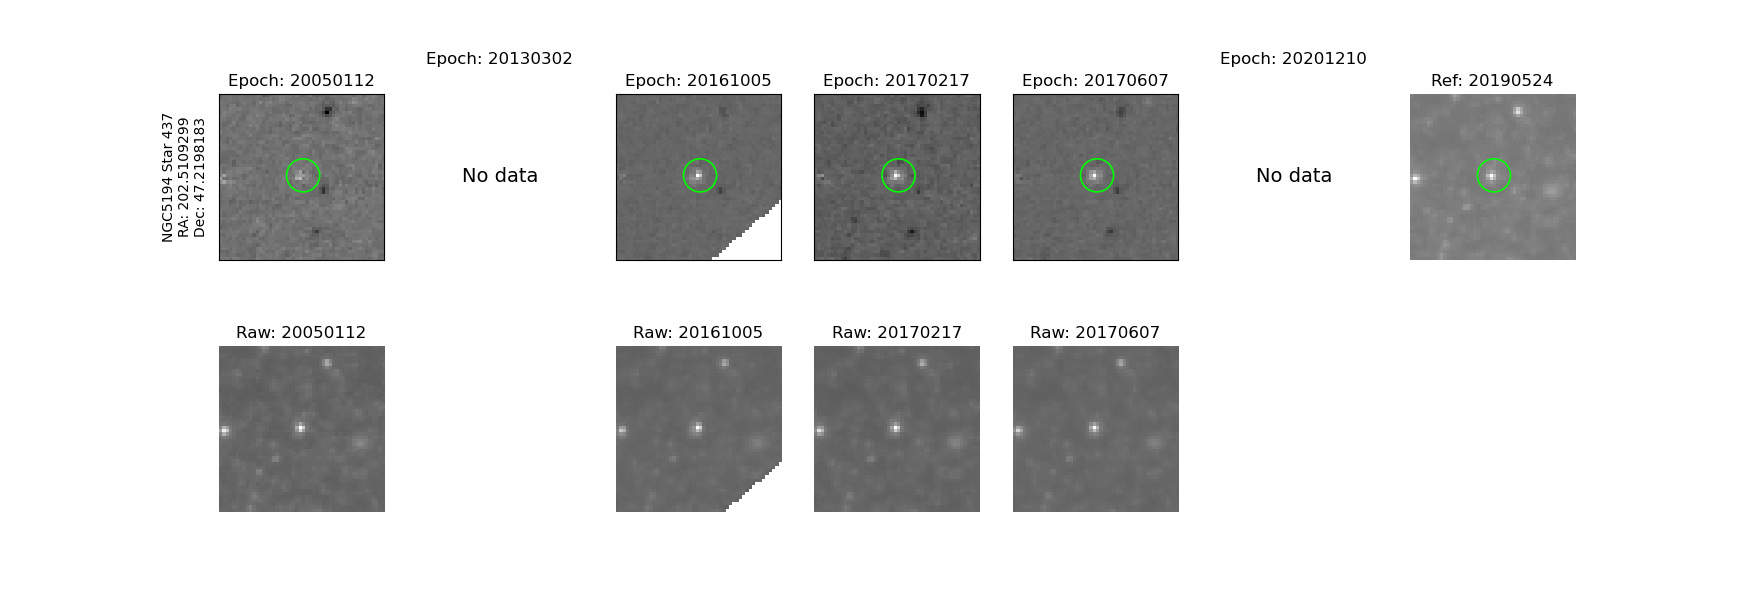 Epoch: 20130302
Epoch: 20201210
Epoch: 20050112
Epoch: 20161005
Epoch: 20170217
Epoch: 20170607
Ref: 20190524
NGC5194 Star 437
RA: 202.5109299
Dec: 47.2198183
No data
No data
Raw: 20050112
Raw: 20161005
Raw: 20170217
Raw: 20170607